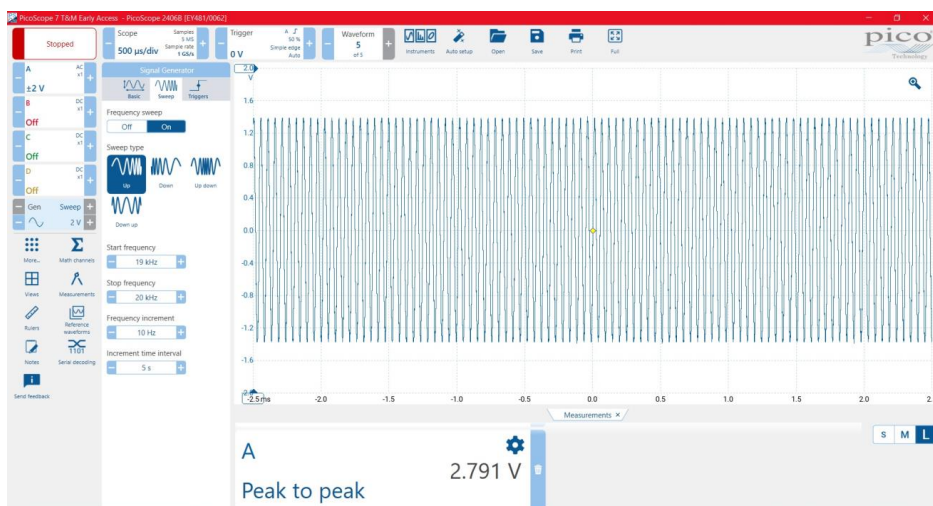 PicoScope 7 T&M Early Access - PicoScope 2406B [EY481/0062]
Stopped
Scope
500 µs/div
Samples
5 MS
Sample rate
1 GS/s
Trigger
0 V
A
50 %
Simple edge
Auto
Waveform
5
of 5
Instruments
Auto setup
Open
Save
Print
Full
pico
Technology
A
AC
x1
±2 V
B
DC
x1
Off
C
DC
x1
Off
D
DC
x1
Off
Gen
Sweep
2 V
More...
Math channels
Views
Measurements
Rulers
Reference
waveforms
Notes
1101
Serial decoding
Send feedback
Signal Generator
Basic
Sweep
Triggers
Frequency sweep
Off
On
Sweep type
Up
Down
Up down
Down up
Start frequency
19 kHz
Stop frequency
20 kHz
Frequency increment
10 Hz
Increment time interval
5 s
2.0
V
1.6
1.2
0.8
0.4
0.0
-0.4
-0.8
-1.2
-1.6
-2.5 ms
-2.0
-1.5
-1.0
-0.5
0.0
0.5
1.0
1.5
2.0
2.
Measurements ×
S M L
A
2.791 V
Peak to peak